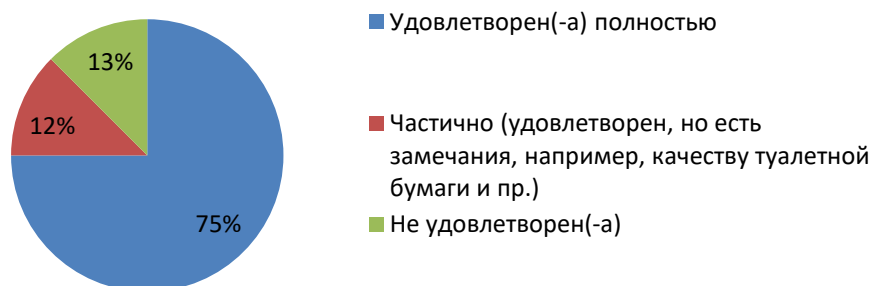 13%
12%
75%
Удовлетворен(-а) полностью
Частично (удовлетворен, но есть
замечания, например, качеству туалетной
бумаги и пр.)
Не удовлетворен(-а)